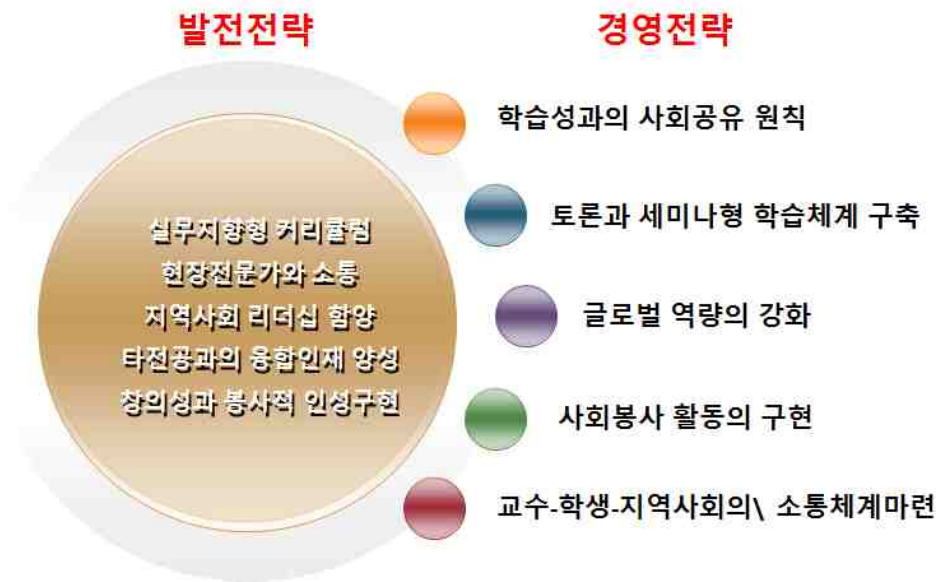 발전전략
경영전략
실무지향형 커리큘럼
현장전문가와 소통
지역사회 리더십 함양
타전공과의 융합인재 양성
창의성과 봉사적 인성구현
학습성과의 사회공유 원칙
토론과 세미나형 학습체계 구축
글로벌 역량의 강화
사회봉사 활동의 구현
교수-학생-지역사회의\ 소통체계마련